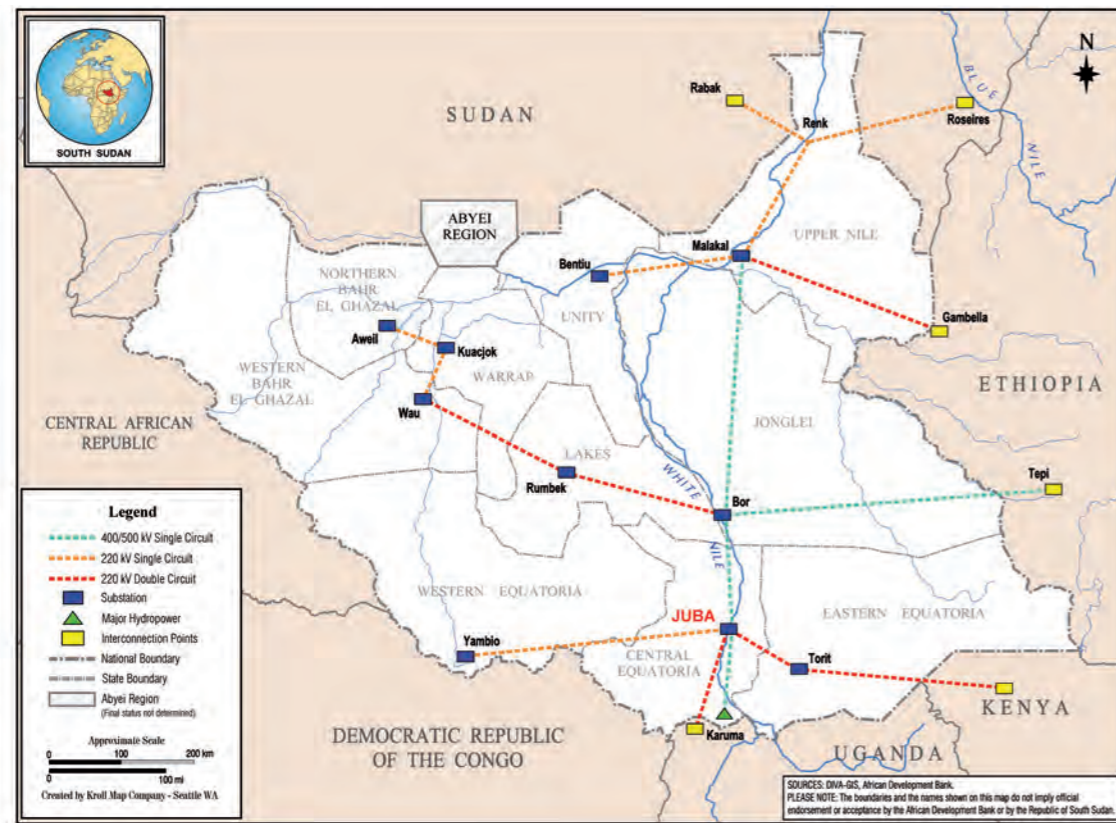 SOUTH SUDAN
N
SUDAN
Rabak
Renk
Roseires
BLUE
NILE
ABYEI
REGION
Malakal
UPPER NILE
NORTHERN
BAHR
EL GHAZAL
Bentiu
UNITY
Gambella
Aweil
Kuacjok
WARRAP
ETHIOPIA
WESTERN
BAHR
EL GHAZAL
Wau
CENTRAL AFRICAN
REPUBLIC
JONGLEI
LAKES
Rumbek
WHITE
NILE
Bor
Tepi
WESTERN EQUATORIA
JUBA
EASTERN EQUATORIA
Yambio
CENTRAL
EQUATORIA
Torit
KENYA
Karuma
DEMOCRATIC REPUBLIC
OF THE CONGO
UGANDA
Legend
400/500 kV Single Circuit
220 kV Single Circuit
220 kV Double Circuit
Substation
Major Hydropower
Interconnection Points
National Boundary
State Boundary
Abyei Region
(Final status not determined).
Approximate Scale
0 100 200 km
0 100 mi
Created by Kroll Map Company - Seattle WA
SOURCES: DIVA-GIS, African Development Bank.
PLEASE NOTE: The boundaries and the names shown on this map do not imply official
endorsement or acceptance by the African Development Bank or by the Republic of South Sudan.